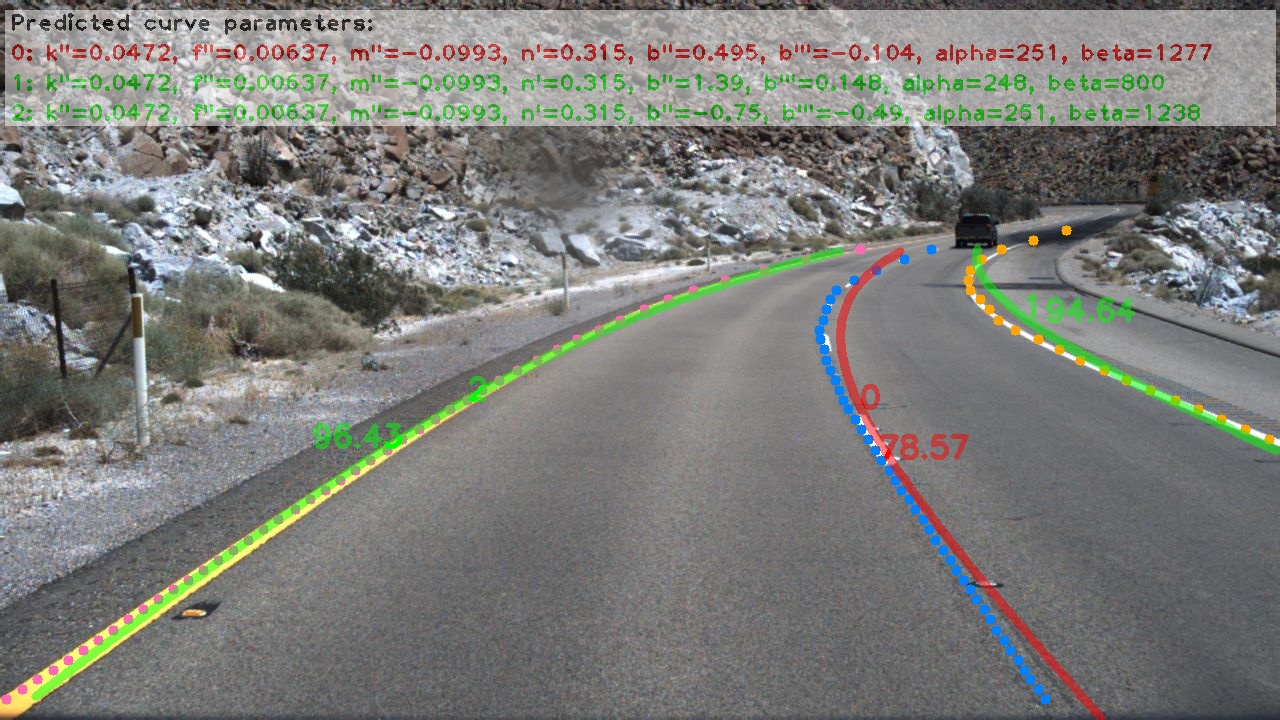 Predicted curve parameters:
0: k''=0.0472, f''=0.00637, m''=−0.0993, n'=0.315, b''=0.495, b'''=−0.104, alpha=251, beta=1277
1: k''=0.0472, f''=0.00637, m''=−0.0993, n'=0.315, b''=1.39, b'''=0.148, alpha=248, beta=800
2: k''=0.0472, f''=0.00637, m''=−0.0993, n'=0.315, b''=−0.75, b'''=−0.49, alpha=251, beta=1238
194.64
2
0
96.43
78.57